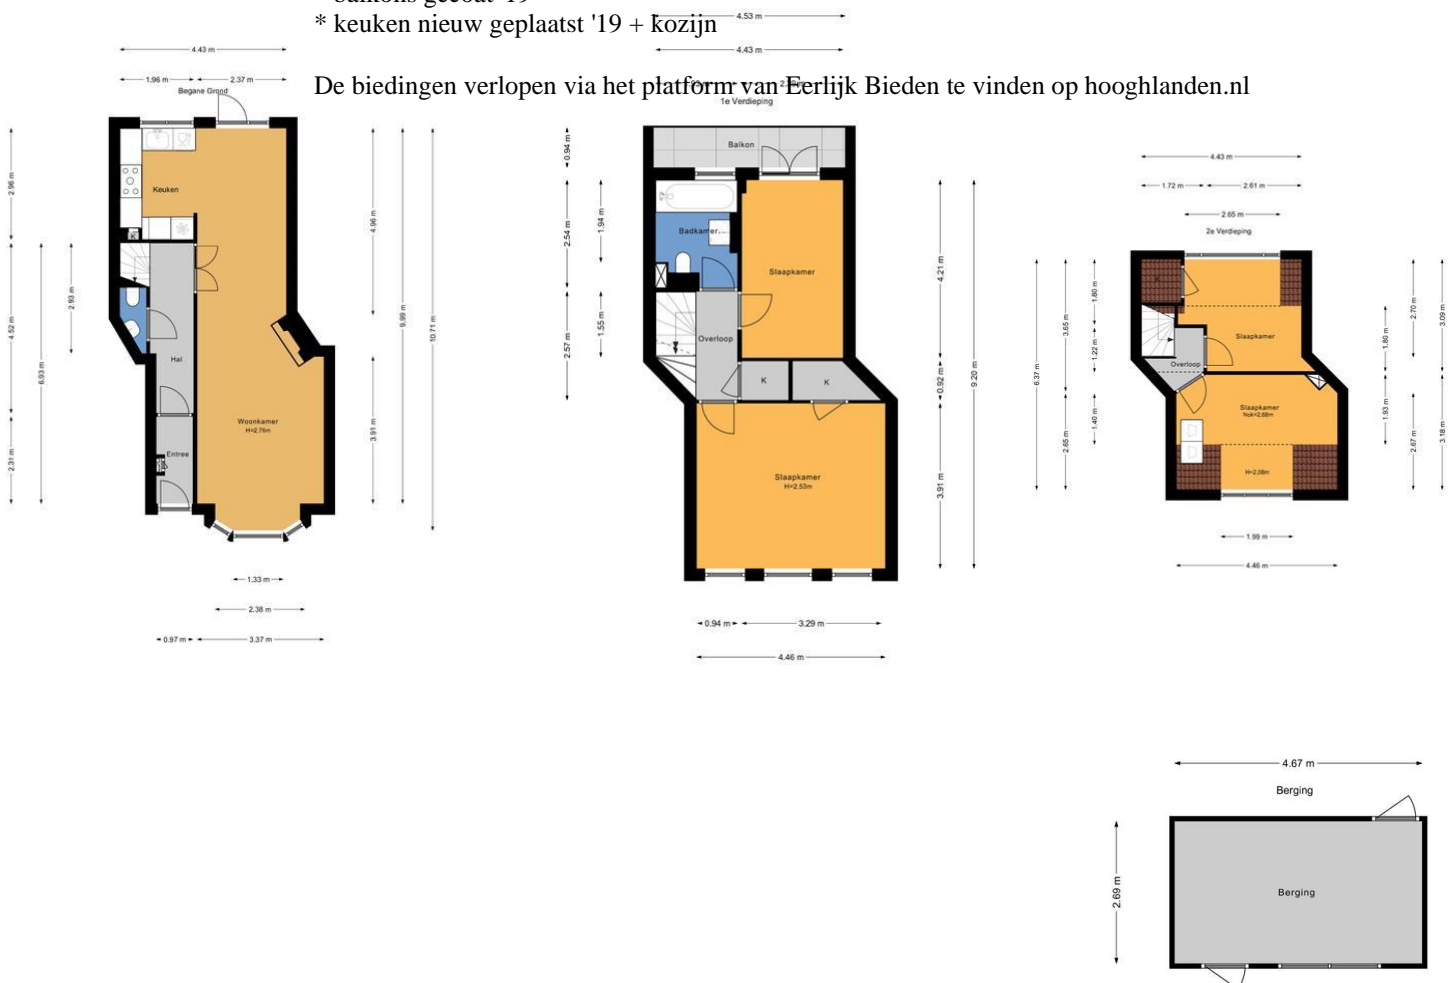 balkons gecoat '19
* keuken nieuw geplaatst '19 + kozijn
De biedingen verlopen via het platform van Eerlijk Bieden te vinden op hooghlanden.nl
4.43 m
1.96 m
2.37 m
Begane Grond
2.96 m
4.52 m
2.31 m
6.93 m
2.93 m
Keuken
Hal
Entree
Woonkamer
H=2.76m
4.96 m
3.91 m
9.99 m
10.71 m
1.33 m
2.38 m
0.97 m
3.37 m
4.53 m
4.43 m
1e Verdieping
0.94 m
2.54 m
2.57 m
1.94 m
1.55 m
Balkon
Badkamer
Slaapkamer
Overloop
K
K
Slaapkamer
H=2.53m
4.21 m
0.92 m
3.91 m
9.20 m
0.94 m
3.29 m
4.46 m
4.43 m
1.72 m
2.61 m
2.65 m
2e Verdieping
6.37 m
3.65 m
2.65 m
1.80 m
1.22 m
1.40 m
K
Slaapkamer
Overloop
Slaapkamer
Nok=2.68m
H=2.08m
1.80 m
1.93 m
2.70 m
2.67 m
3.09 m
3.18 m
1.99 m
4.46 m
4.67 m
Berging
2.69 m
Berging